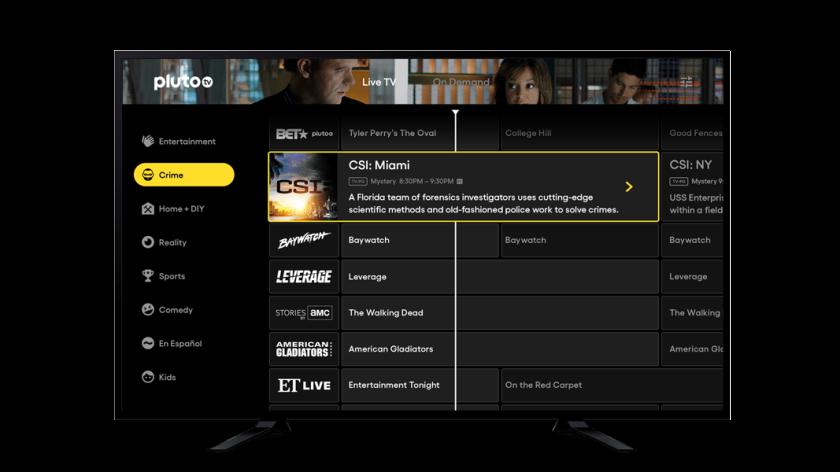 pluto tv
Live TV
On Demand
Entertainment
Crime
Home + DIY
Reality
Sports
Comedy
En Español
Kids
BET★ pluto tv
Tyler Perry's The Oval
College Hill
Good Fences
CSI:
CSI: Miami
TV-PG Mystery 8:30PM – 9:30PM
A Florida team of forensics investigators uses cutting-edge
scientific methods and old-fashioned police work to solve crimes.
CSI: NY
TV-PG Mystery 9:
USS Enterpris
within a field
BAYWATCH
Baywatch
Baywatch
Baywatch
LEVERAGE
Leverage
Leverage
STORIES BY AMC
The Walking Dead
The Walking
AMERICAN GLADIATORS
American Gladiators
American Gla
ET LIVE
Entertainment Tonight
On the Red Carpet